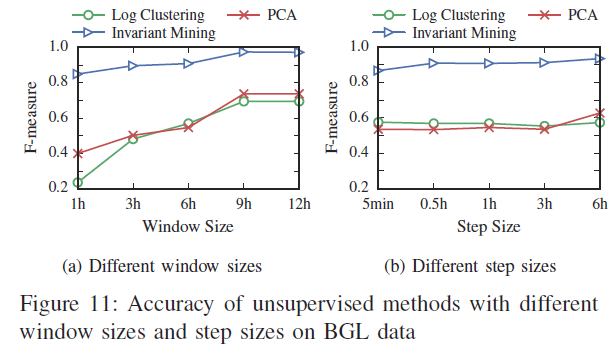 Log Clustering PCA
Invariant Mining
1.0
0.8
0.6
0.4
0.2
F-measure
1h 3h 6h 9h 12h
Window Size
(a) Different window sizes
Log Clustering PCA
Invariant Mining
1.0
0.8
0.6
0.4
0.2
F-measure
5min 0.5h 1h 3h 6h
Step Size
(b) Different step sizes
Figure 11: Accuracy of unsupervised methods with different
window sizes and step sizes on BGL data